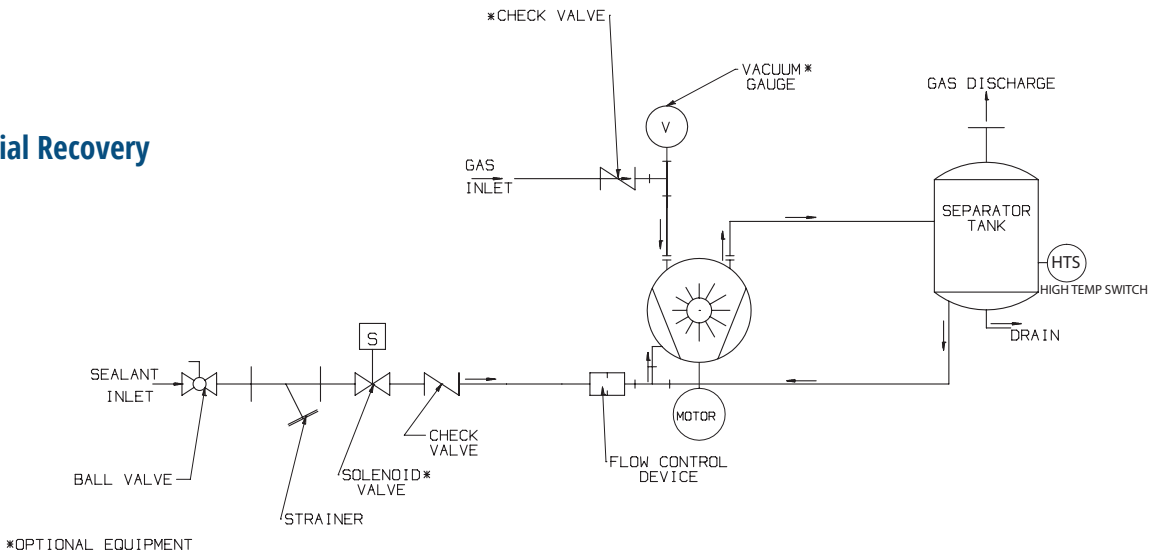 *CHECK VALVE
VACUUM*
GAUGE
GAS DISCHARGE
ial Recovery
V
GAS
INLET
SEPARATOR
TANK
HTS
HIGH TEMP SWITCH
DRAIN
S
SEALANT
INLET
MOTOR
CHECK
VALVE
FLOW CONTROL
DEVICE
BALL VALVE
SOLENOID*
VALVE
STRAINER
*OPTIONAL EQUIPMENT